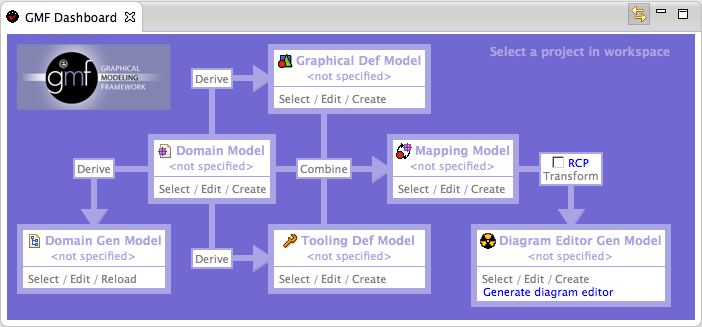 GMF Dashboard
Select a project in workspace
gmf
GRAPHICAL
MODELING
FRAMEWORK
Derive
Graphical Def Model
<not specified>
Select / Edit / Create
Derive
Domain Model
<not specified>
Select / Edit / Create
Combine
Mapping Model
<not specified>
Select / Edit / Create
RCP
Transform
Domain Gen Model
<not specified>
Select / Edit / Reload
Derive
Tooling Def Model
<not specified>
Select / Edit / Create
Diagram Editor Gen Model
<not specified>
Select / Edit / Create
Generate diagram editor